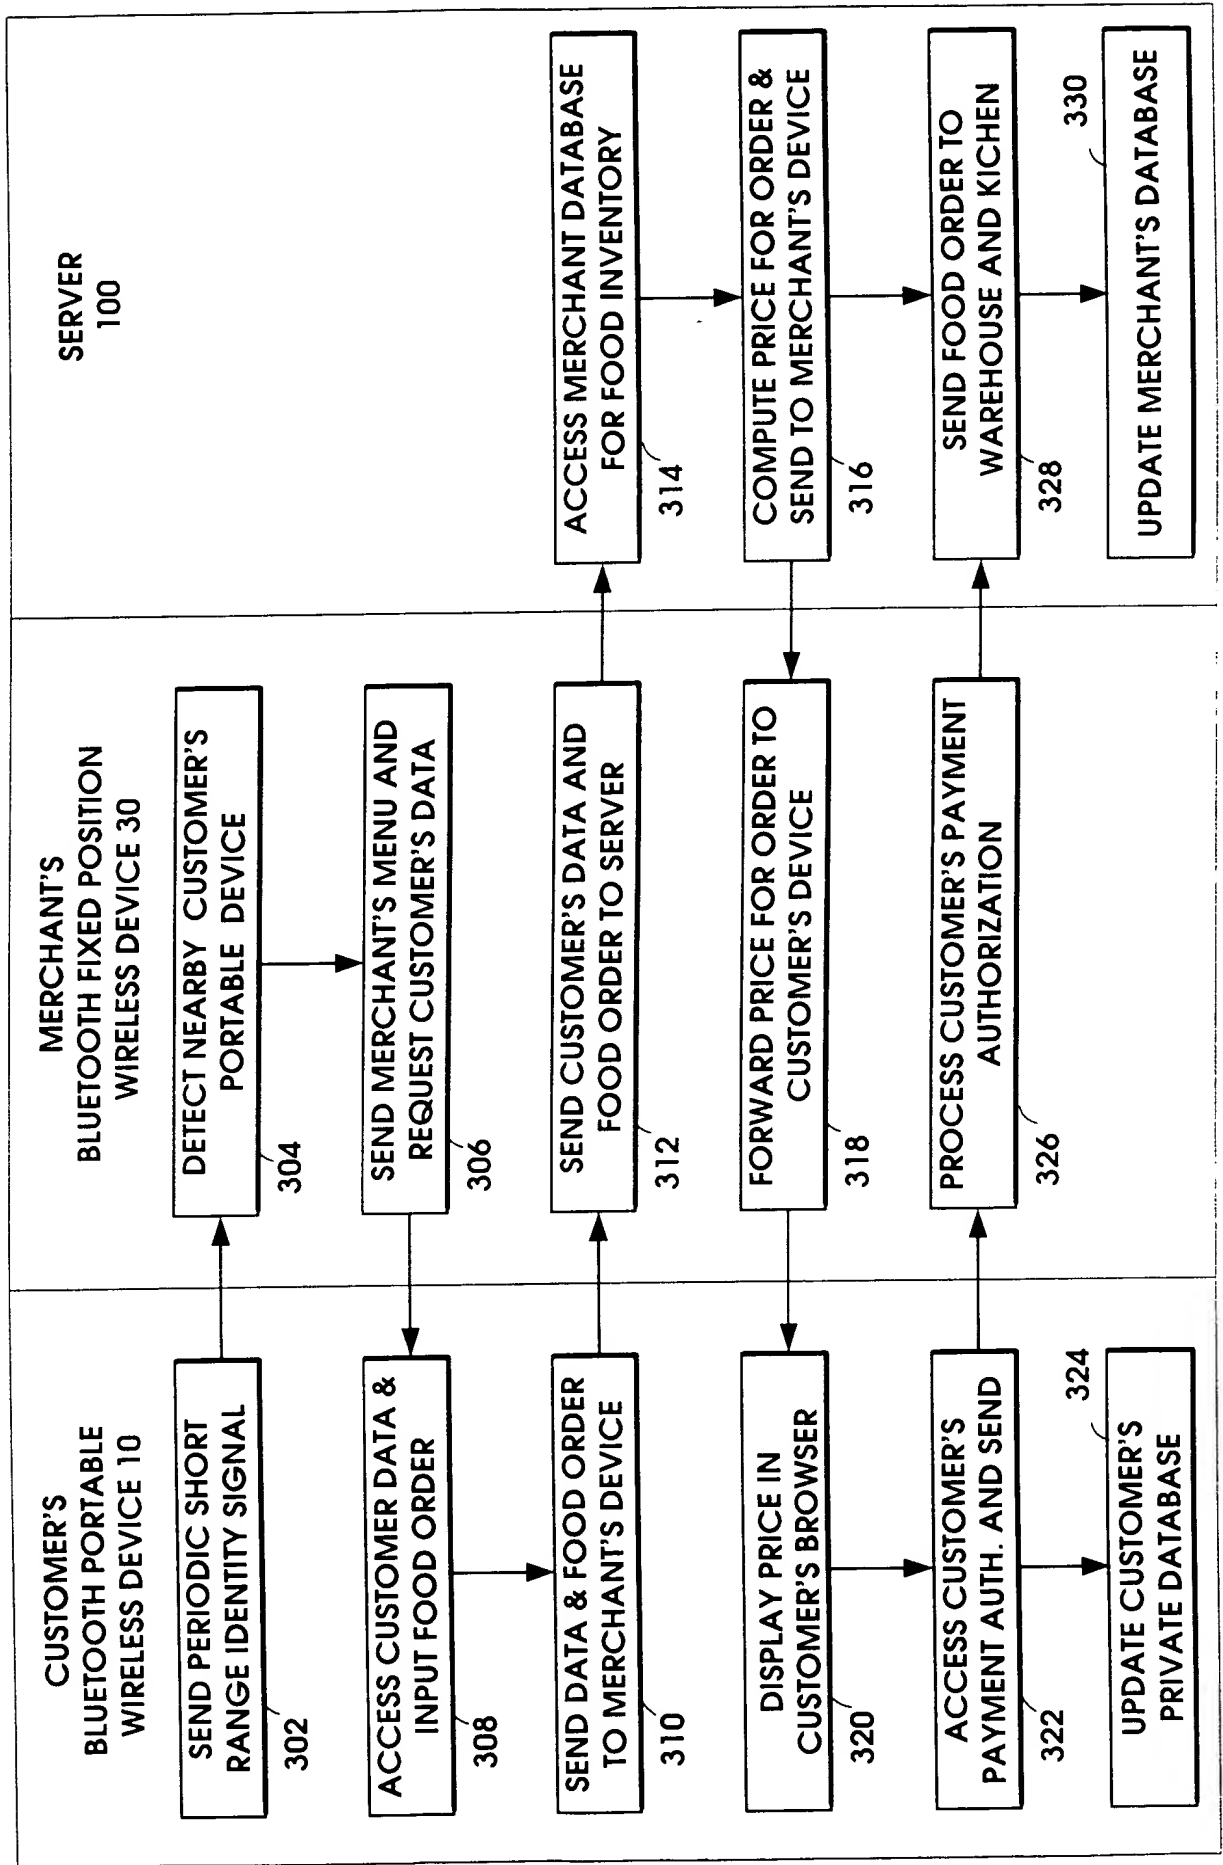 CUSTOMER'S
BLUETOOTH PORTABLE
WIRELESS DEVICE 10
SEND PERIODIC SHORT
RANGE IDENTITY SIGNAL
302
ACCESS CUSTOMER DATA &
INPUT FOOD ORDER
308
SEND DATA & FOOD ORDER
TO MERCHANT'S DEVICE
310
DISPLAY PRICE IN
CUSTOMER'S BROWSER
320
ACCESS CUSTOMER'S
PAYMENT AUTH. AND SEND
322
324
UPDATE CUSTOMER'S
PRIVATE DATABASE
MERCHANT'S
BLUETOOTH FIXED POSITION
WIRELESS DEVICE 30
DETECT NEARBY CUSTOMER'S
PORTABLE DEVICE
304
SEND MERCHANT'S MENU AND
REQUEST CUSTOMER'S DATA
306
SEND CUSTOMER'S DATA AND
FOOD ORDER TO SERVER
312
FORWARD PRICE FOR ORDER TO
CUSTOMER'S DEVICE
318
PROCESS CUSTOMER'S PAYMENT
AUTHORIZATION
326
SERVER
100
ACCESS MERCHANT DATABASE
FOR FOOD INVENTORY
314
COMPUTE PRICE FOR ORDER &
SEND TO MERCHANT'S DEVICE
316
SEND FOOD ORDER TO
WAREHOUSE AND KICHEN
328
330
UPDATE MERCHANT'S DATABASE